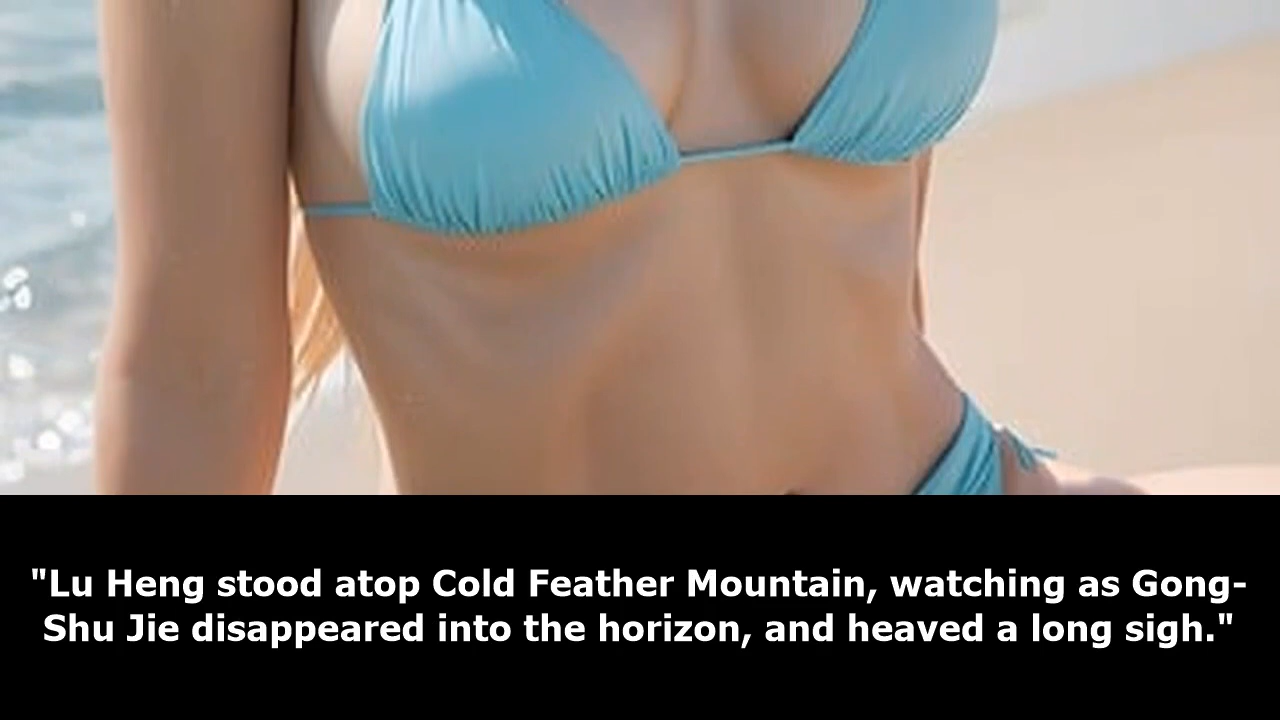 "Lu Heng stood atop Cold Feather Mountain, watching as Gong-
Shu Jie disappeared into the horizon, and heaved a long sigh."